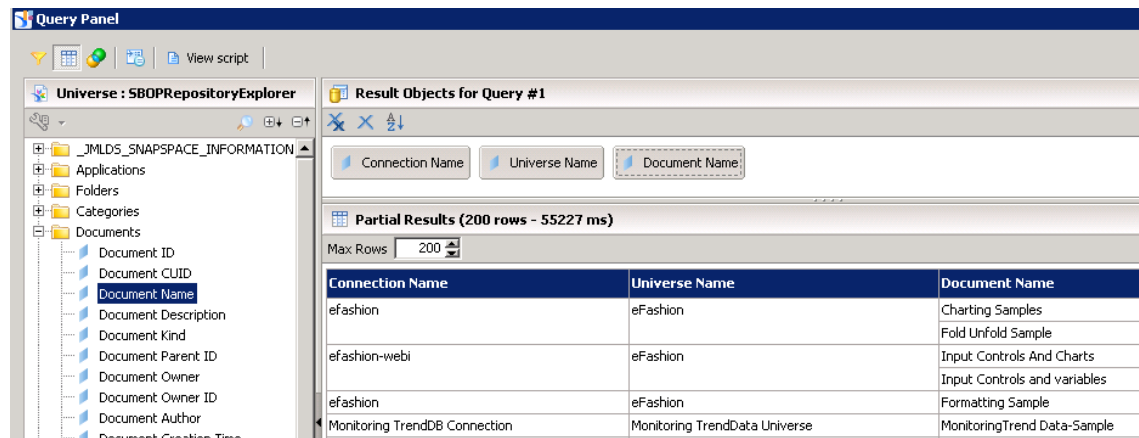 Query Panel
View script
Universe : SBOPRepositoryExplorer
_JMLDS_SNAPSPACE_INFORMATION
Applications
Folders
Categories
Documents
Document ID
Document CUID
Document Name
Document Description
Document Kind
Document Parent ID
Document Owner
Document Owner ID
Document Author
Document Creation Time
Result Objects for Query #1
Connection Name Universe Name Document Name
Partial Results (200 rows - 55227 ms)
Max Rows 200
Connection Name Universe Name Document Name
efashion eFashion Charting Samples
Fold Unfold Sample
efashion-webi eFashion Input Controls And Charts
Input Controls and variables
efashion eFashion Formatting Sample
Monitoring TrendDB Connection Monitoring TrendData Universe MonitoringTrend Data-Sample